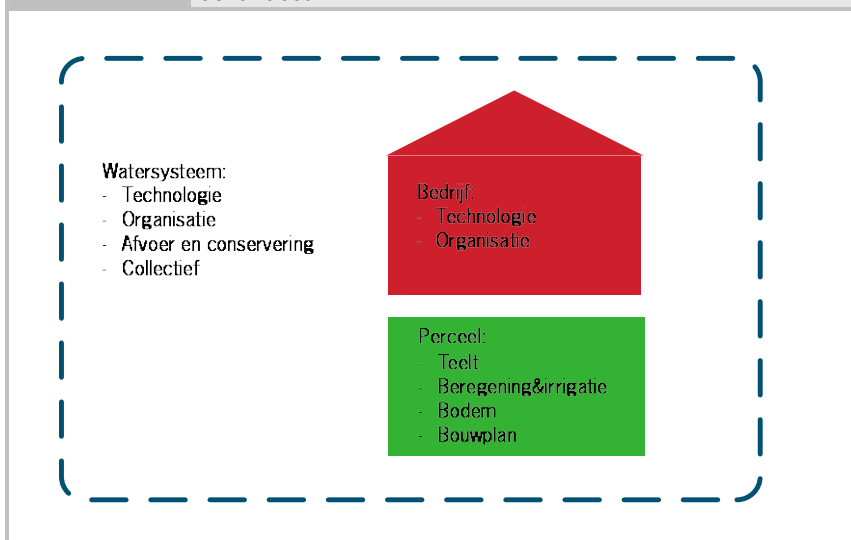 Watersysteem:
- Technologie
- Organisatie
- Afvoer en conservering
- Collectief
Bedrijf:
- Technologie
- Organisatie
Perceel:
- Teelt
- Beregening&irrigatie
- Bodem
- Bouwplan